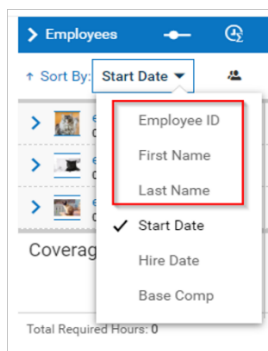 Employees
Sort By: Start Date
Employee ID
First Name
Last Name
Start Date
Hire Date
Base Comp
Coverag
Total Required Hours: 0